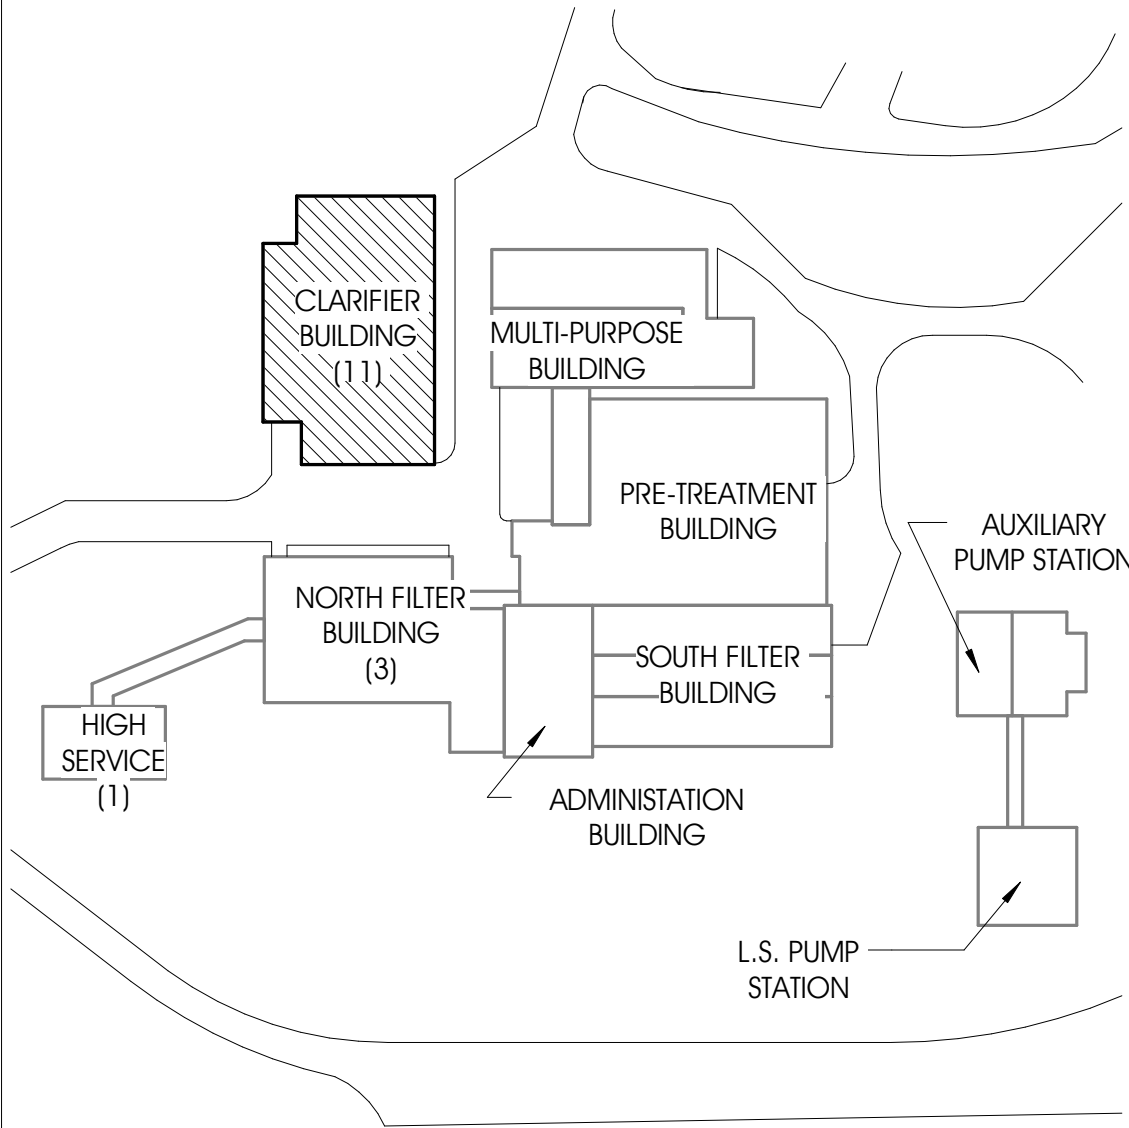 CLARIFIER
BUILDING
(11)
MULTI-PURPOSE
BUILDING
PRE-TREATMENT
BUILDING
AUXILIARY
PUMP STATION
NORTH FILTER
BUILDING
(3)
SOUTH FILTER
BUILDING
HIGH
SERVICE
(1)
ADMINISTATION
BUILDING
L.S. PUMP
STATION